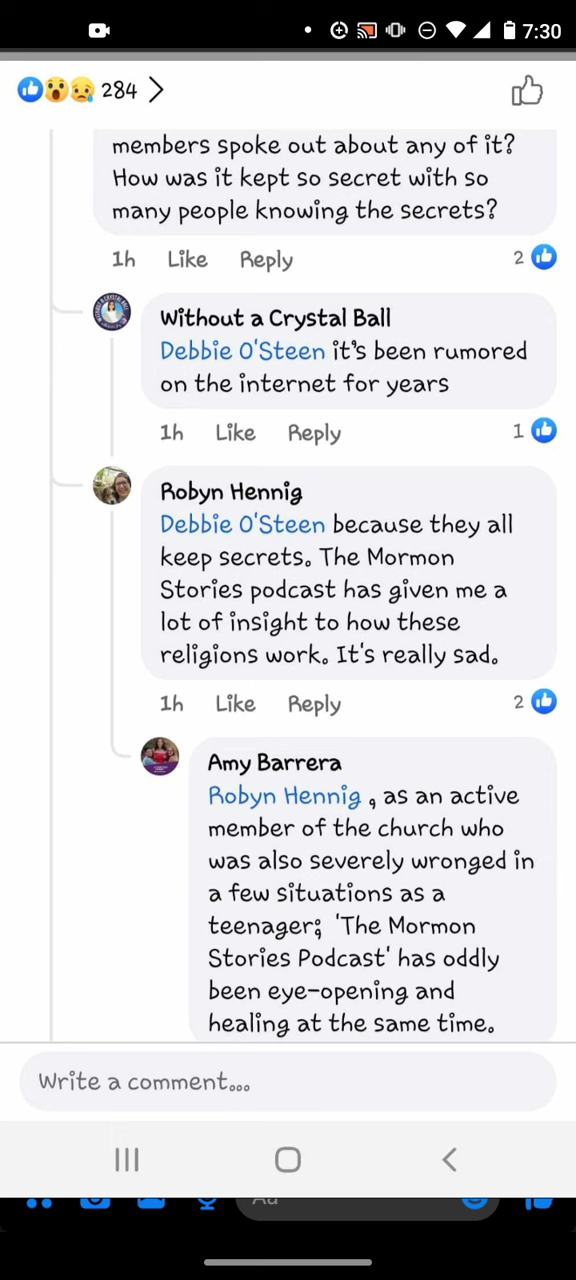 7:30
284
members spoke out about any of it?
How was it kept so secret with so
many people knowing the secrets?
1h Like Reply 2
Without a Crystal Ball
Debbie O'Steen it's been rumored
on the internet for years
1h Like Reply 1
Robyn Hennig
Debbie O'Steen because they all
keep secrets. The Mormon
Stories podcast has given me a
lot of insight to how these
religions work. It's really sad.
1h Like Reply 2
Amy Barrera
Robyn Hennig , as an active
member of the church who
was also severely wronged in
a few situations as a
teenager; 'The Mormon
Stories Podcast' has oddly
been eye-opening and
healing at the same time.
Write a comment...
Aa